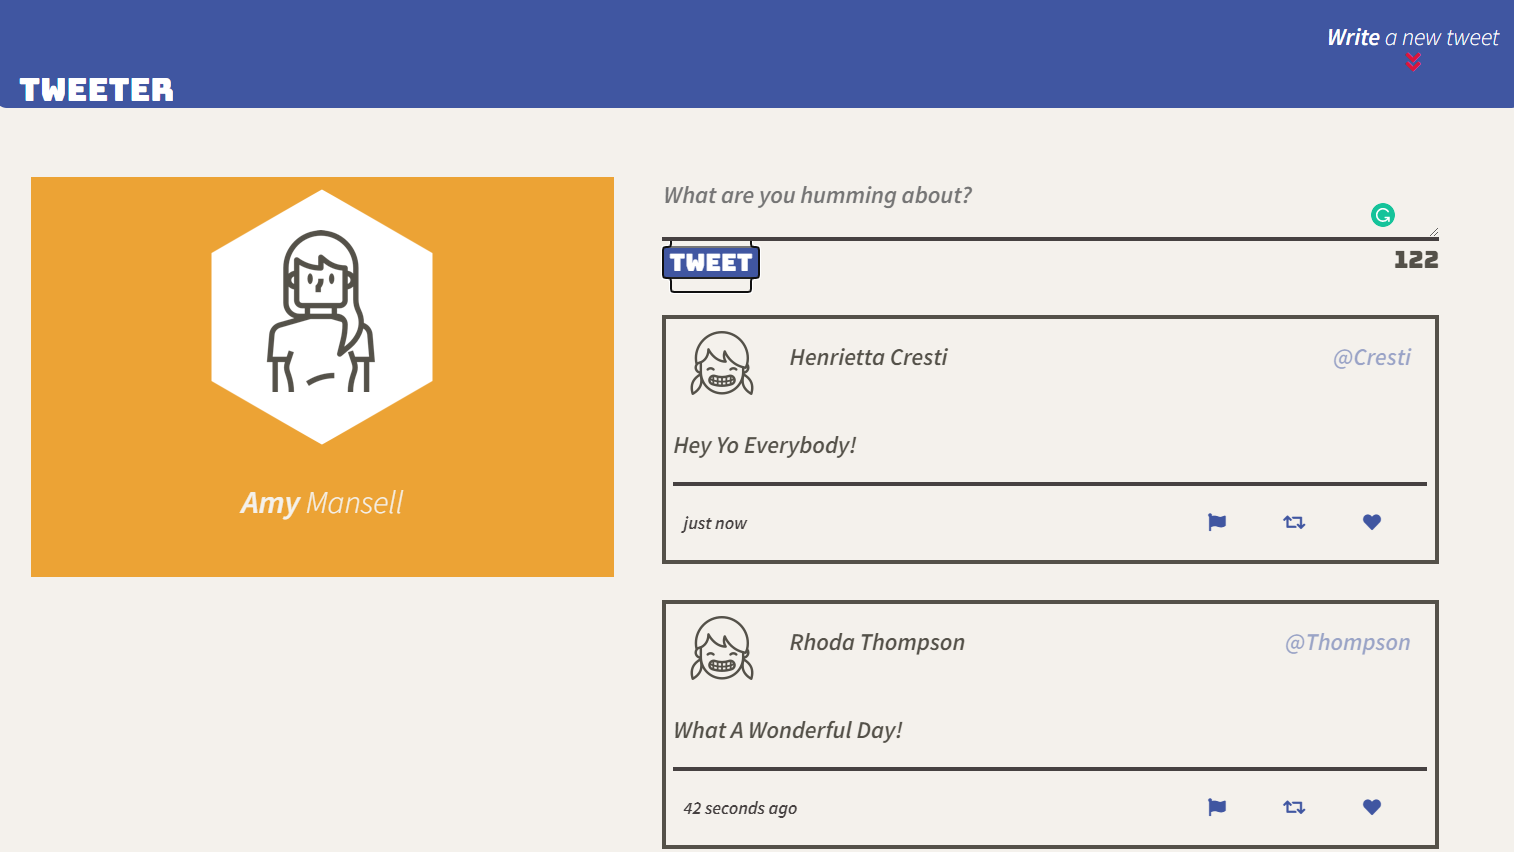 Write a new tweet
TWEETER
What are you humming about?
TWEET
122
Amy Mansell
Henrietta Cresti
@Cresti
Hey Yo Everybody!
just now
Rhoda Thompson
@Thompson
What A Wonderful Day!
42 seconds ago